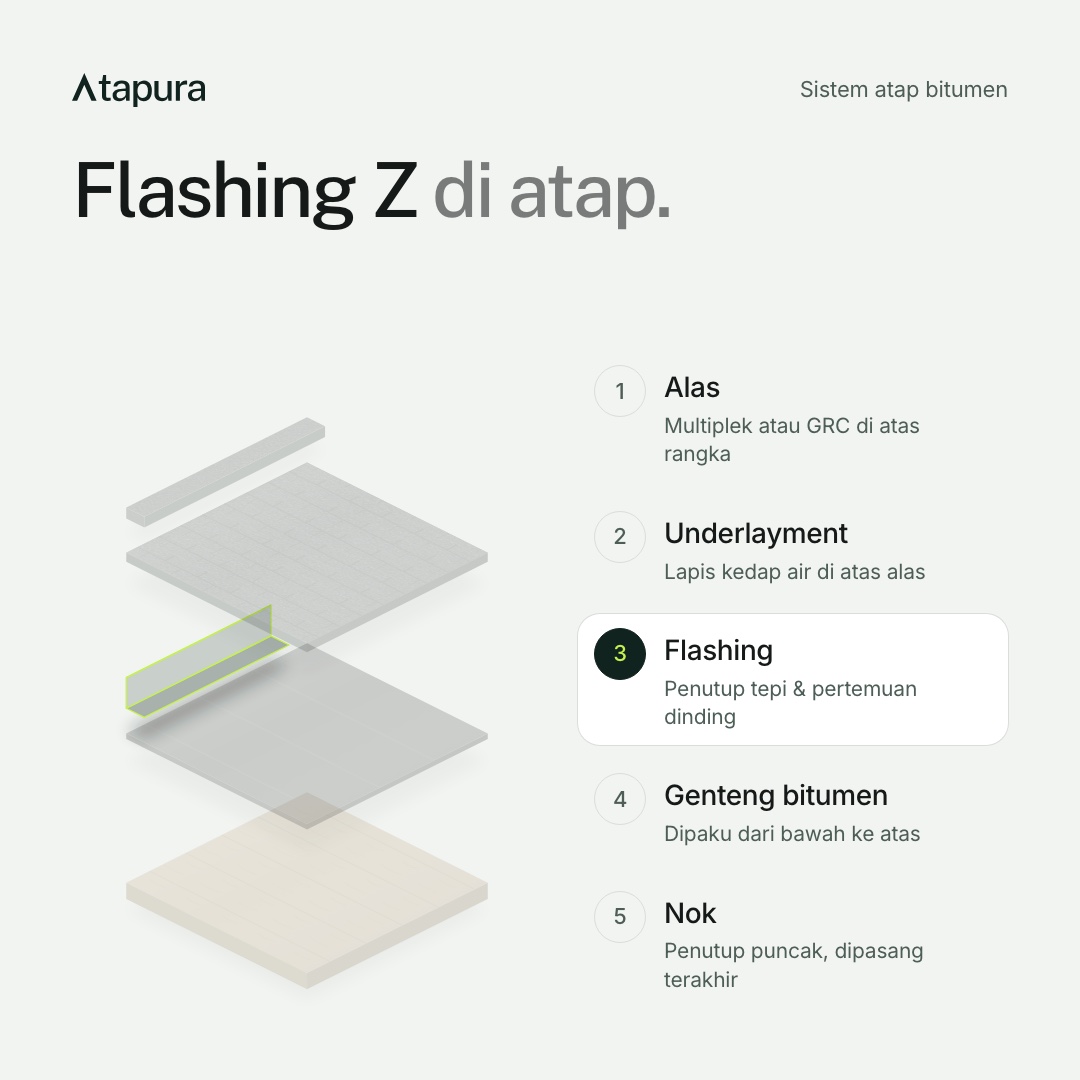 Atapura
Sistem atap bitumen
Flashing Z di atap.
1
Alas
Multiplek atau GRC di atas
rangka
2
Underlayment
Lapis kedap air di atas alas
3
Flashing
Penutup tepi & pertemuan
dinding
4
Genteng bitumen
Dipaku dari bawah ke atas
5
Nok
Penutup puncak, dipasang
terakhir